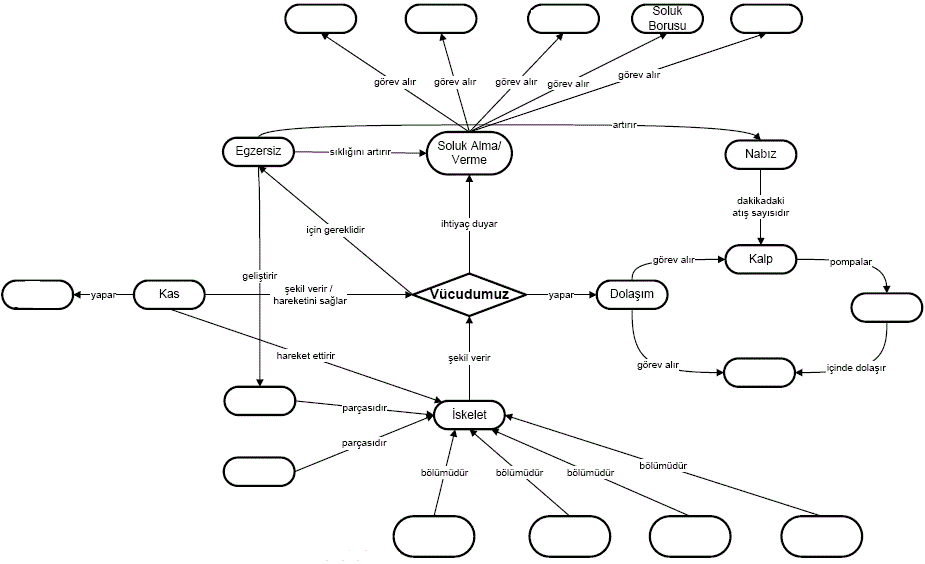 Soluk
Borusu
görev alır
görev alır
görev alır
görev alır
görev alır
artırır
Egzersiz
sıklığını artırır
Soluk Alma/
Verme
Nabız
dakikadaki
atış sayısıdır
ihtiyaç duyar
için gereklidir
görev alır
Kalp
pompalar
geliştirir
yapar
Kas
şekil verir /
hareketini sağlar
Vücudumuz
yapar
Dolaşım
hareket ettirir
şekil verir
görev alır
içinde dolaşır
parçasıdır
İskelet
parçasıdır
bölümüdür
bölümüdür
bölümüdür
bölümüdür